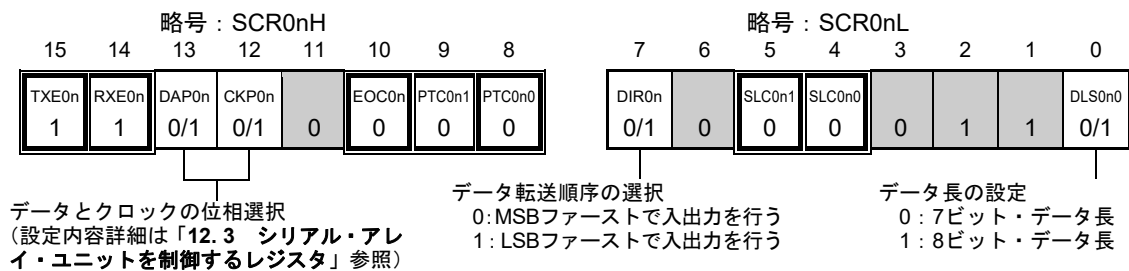 略号：SCR0nH 略号：SCR0nL
15 14 13 12 11 10 9 8 7 6 5 4 3 2 1 0
TXE0n RXE0n DAP0n CKP0n EOC0n PTC0n1 PTC0n0 DIR0n SLC0n1 SLC0n0 DLS0n0
1 1 0/1 0/1 0 0 0 0 0/1 0 0 0 0 1 1 0/1
データとクロックの位相選択
（設定内容詳細は「12. 3　シリアル・アレ
イ・ユニットを制御するレジスタ」参照）
データ転送順序の選択
0：MSBファーストで入出力を行う
1：LSBファーストで入出力を行う
データ長の設定
0：7ビット・データ長
1：8ビット・データ長